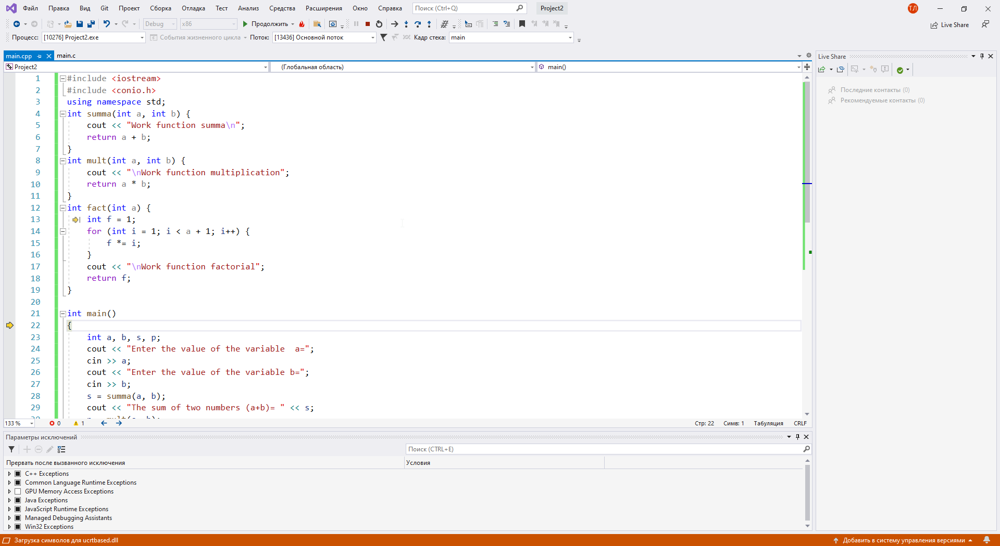 Файл Правка Вид Git Проект Сборка Отладка Тест Анализ Средства Расширения Окно Справка Поиск (Ctrl+Q) Project2 ТЛ
Debug x86 Продолжить Live Share
Процесс: [10276] Project2.exe События жизненного цикла Поток: [13436] Основной поток Кадр стека: main
main.cpp main.c
Project2 (Глобальная область) main()
1 #include <iostream>
2 #include <conio.h>
3 using namespace std;
4 int summa(int a, int b) {
5 cout << "Work function summa\n";
6 return a + b;
7 }
8 int mult(int a, int b) {
9 cout << "\nWork function multiplication";
10 return a * b;
11 }
12 int fact(int a) {
13 int f = 1;
14 for (int i = 1; i < a + 1; i++) {
15 f *= i;
16 }
17 cout << "\nWork function factorial";
18 return f;
19 }
20
21 int main()
22 {
23 int a, b, s, p;
24 cout << "Enter the value of the variable  a=";
25 cin >> a;
26 cout << "Enter the value of the variable b=";
27 cin >> b;
28 s = summa(a, b);
29 cout << "The sum of two numbers (a+b)= " << s;
133 % 0 1 Стр: 22 Симв: 1 Табуляция CRLF
Параметры исключений
Поиск (CTRL+E)
Прервать после вызванного исключения Условия
C++ Exceptions
Common Language Runtime Exceptions
GPU Memory Access Exceptions
Java Exceptions
JavaScript Runtime Exceptions
Managed Debugging Assistants
Win32 Exceptions
Live Share
Последние контакты (0)
Рекомендуемые контакты (0)
Загрузка символов для ucrtbased.dll Добавить в систему управления версиями